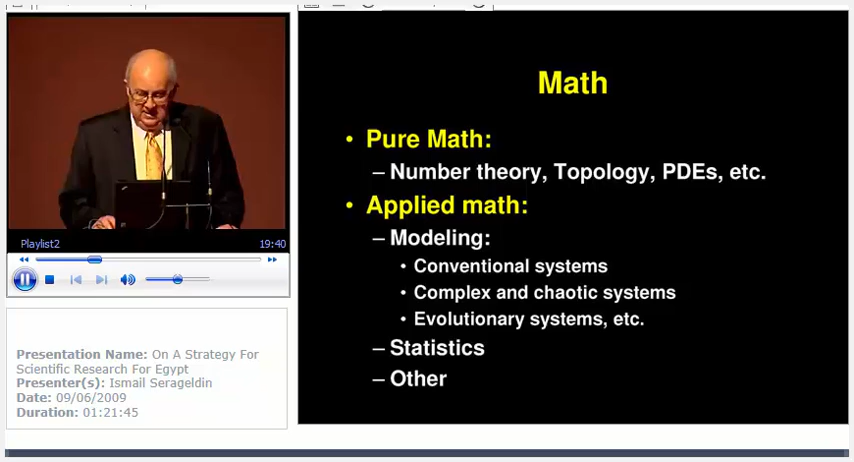 Playlist2
19:40
Presentation Name: On A Strategy For
Scientific Research For Egypt
Presenter(s): Ismail Serageldin
Date: 09/06/2009
Duration: 01:21:45
Math
• Pure Math:
– Number theory, Topology, PDEs, etc.
• Applied math:
– Modeling:
• Conventional systems
• Complex and chaotic systems
• Evolutionary systems, etc.
– Statistics
– Other